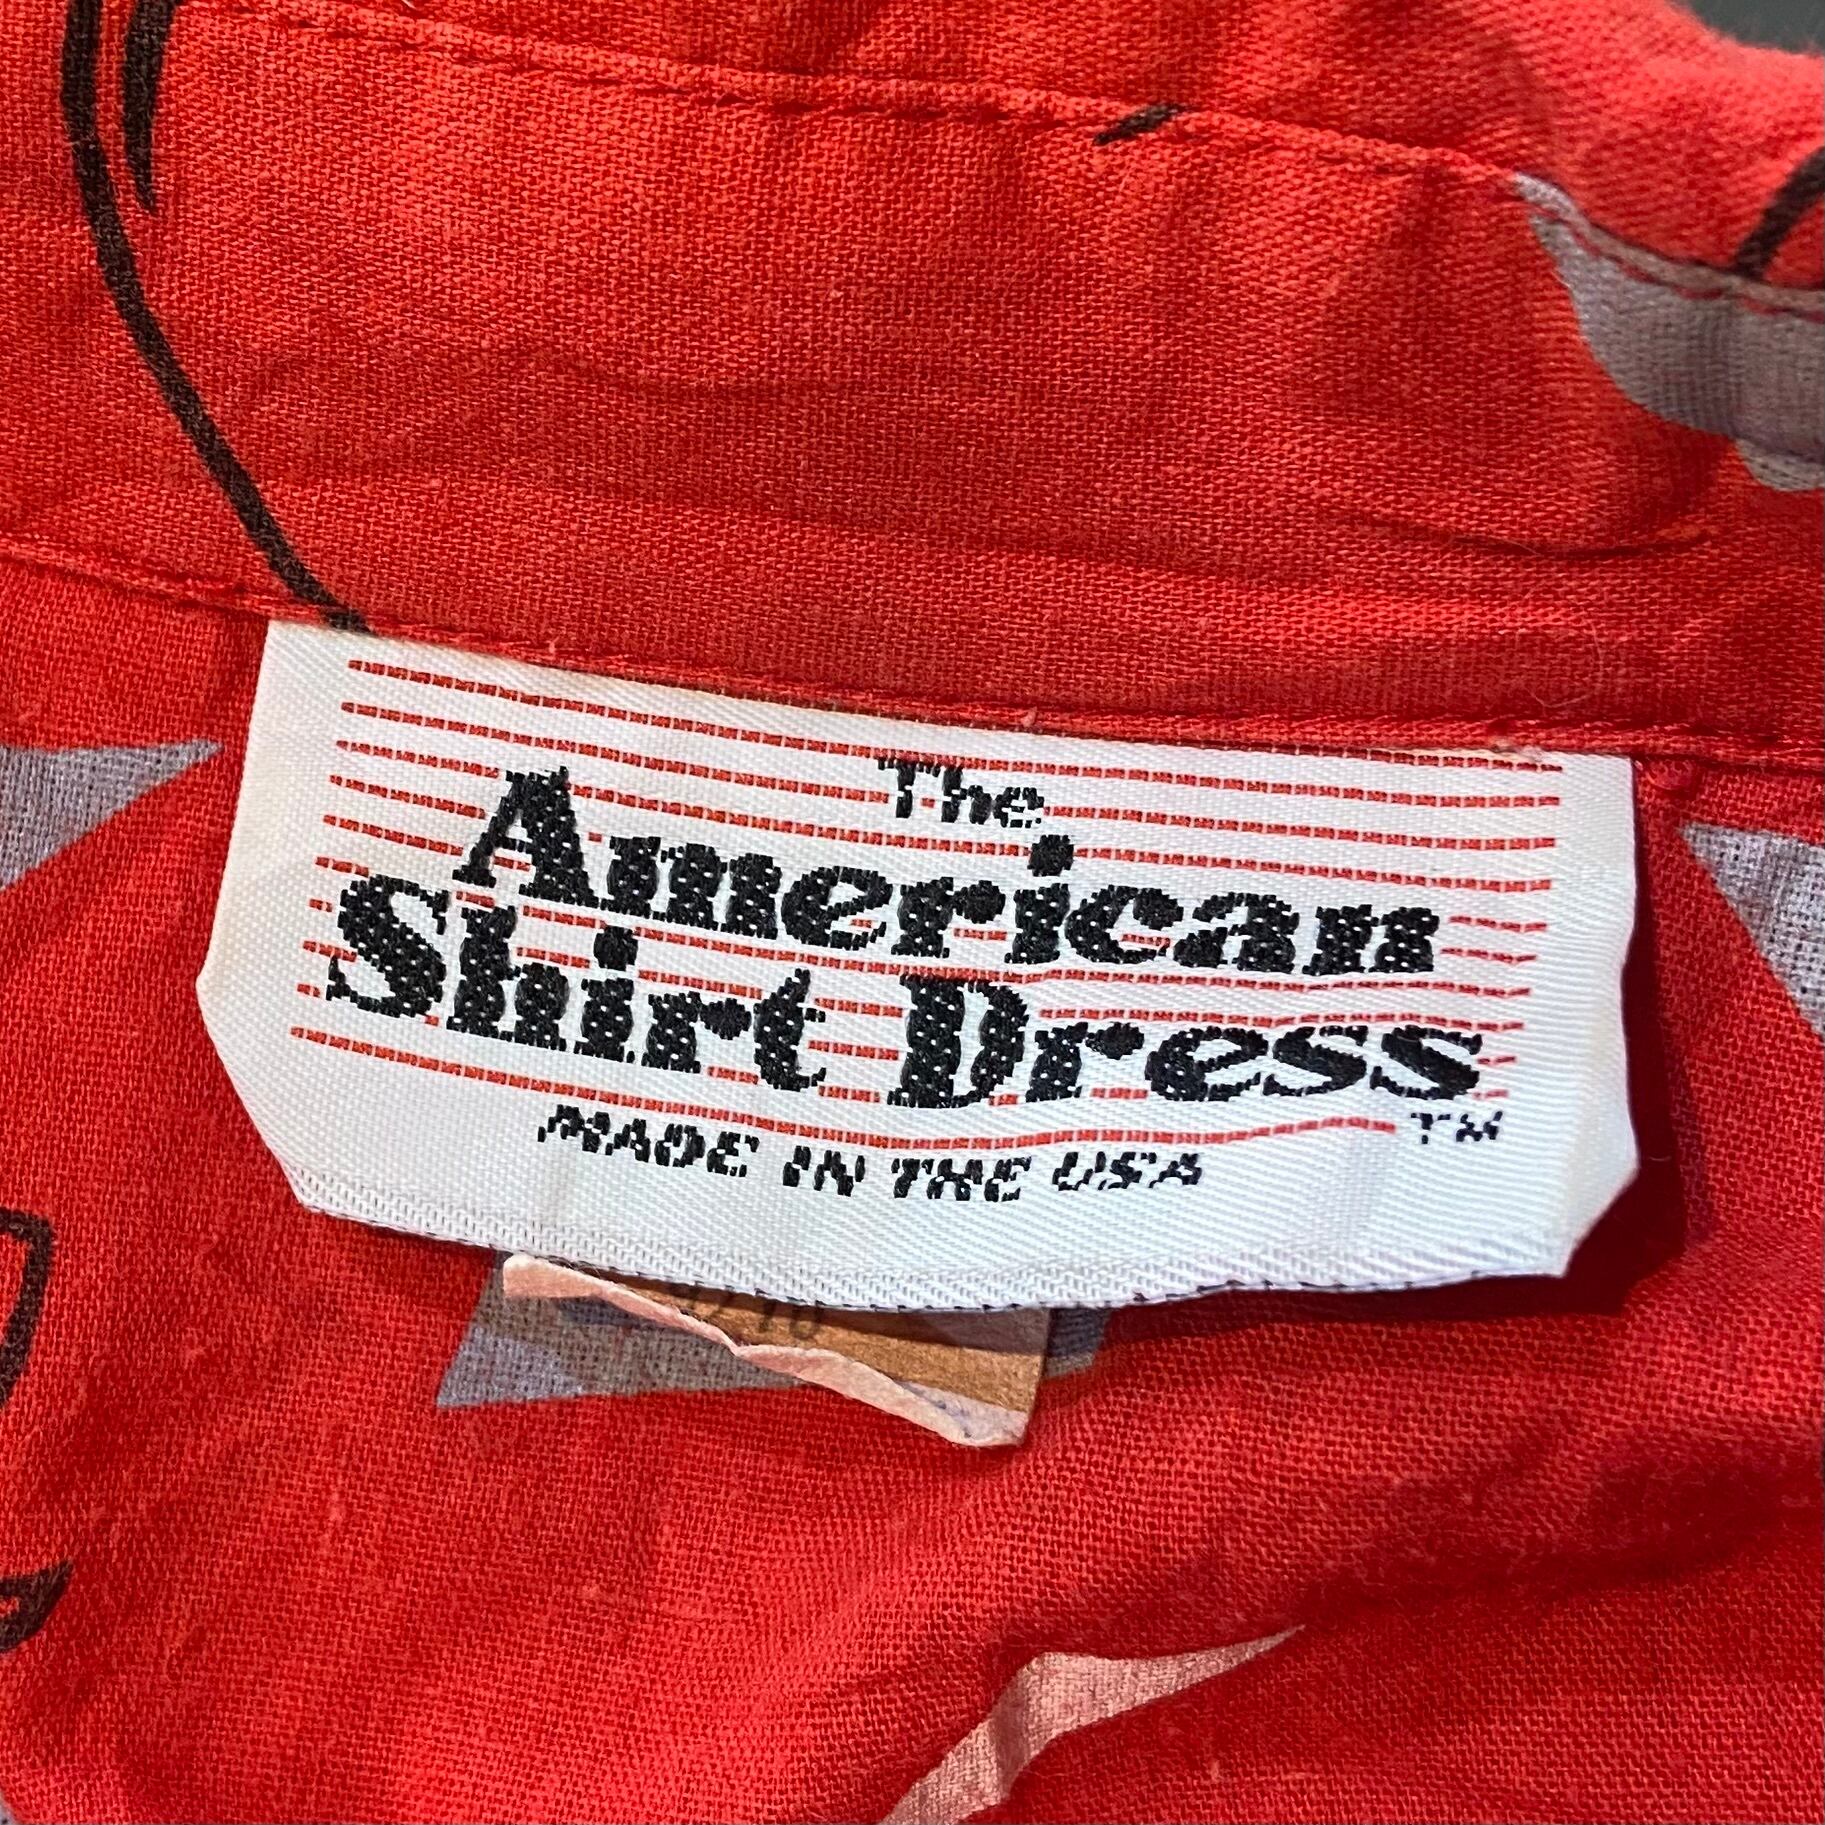 The
American
Shirt Dress
TM
MADE IN THE USA